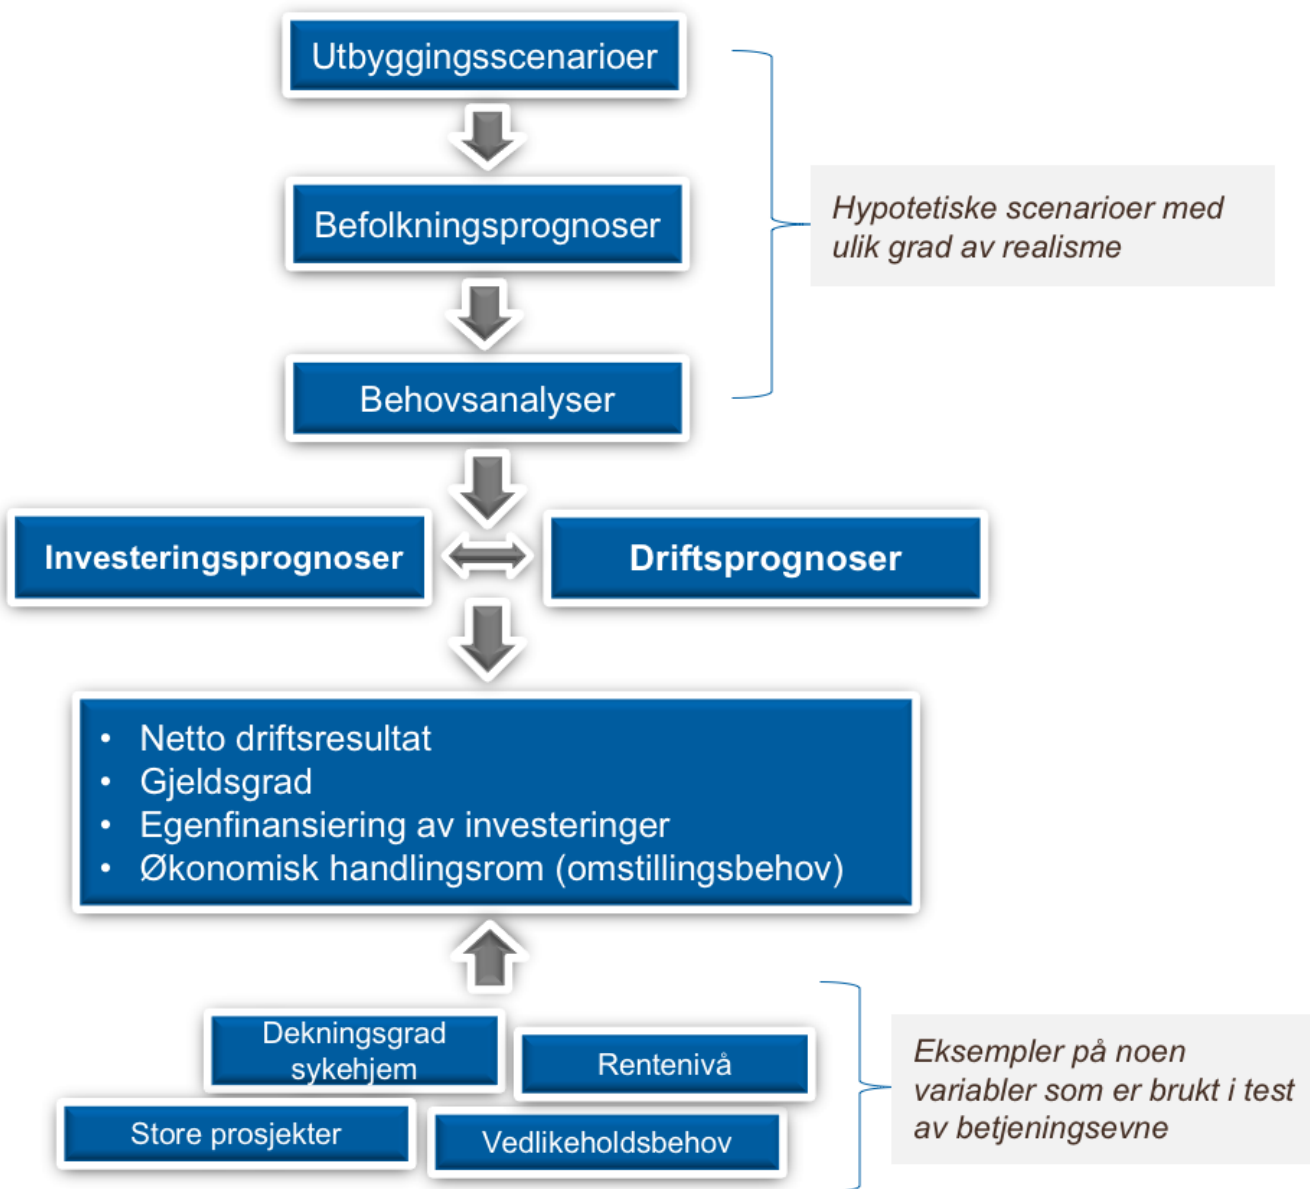 Utbyggingsscenarioer
Befolkningsprognoser
Hypotetiske scenarioer med
ulik grad av realisme
Behovsanalyser
Investeringsprognoser
Driftsprognoser
• Netto driftsresultat
• Gjeldsgrad
• Egenfinansiering av investeringer
• Økonomisk handlingsrom (omstillingsbehov)
Dekningsgrad
sykehjem
Rentenivå
Store prosjekter
Vedlikeholdsbehov
Eksempler på noen
variabler som er brukt i test
av betjeningsevne